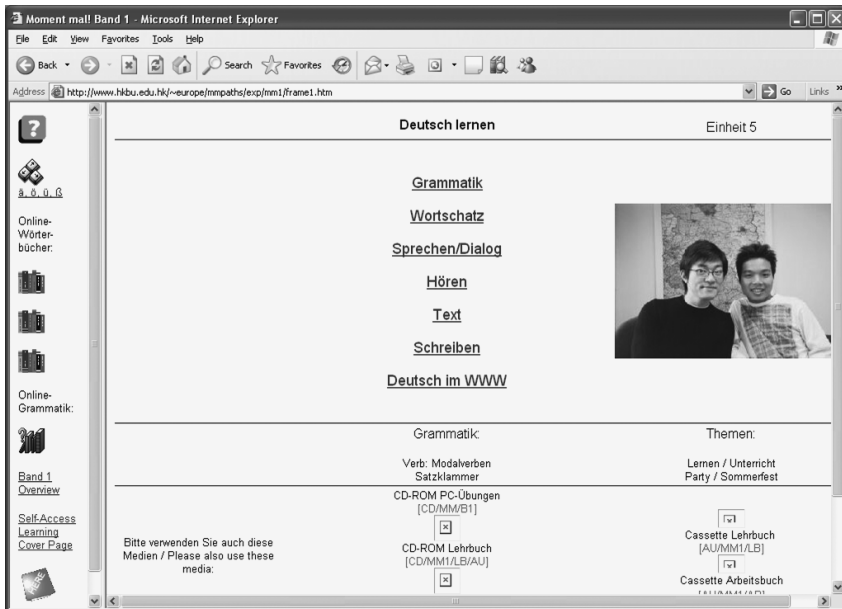 Moment mal! Band 1 - Microsoft Internet Explorer
File Edit View Favorites Tools Help
Back Search Favorites
Address http://www.hkbu.edu.hk/~europe/mmpaths/exp/mm1/frame1.htm Go Links »
ä, ö, ü, ß
Online-
Wörter-
bücher:
Online-
Grammatik:
Band 1
Overview
Self-Access
Learning
Cover Page
Deutsch lernen
Einheit 5
Grammatik
Wortschatz
Sprechen/Dialog
Hören
Text
Schreiben
Deutsch im WWW
Grammatik:
Verb: Modalverben
Satzklammer
Themen:
Lernen / Unterricht
Party / Sommerfest
Bitte verwenden Sie auch diese
Medien / Please also use these
media:
CD-ROM PC-Übungen
[CD/MM/B1]
CD-ROM Lehrbuch
[CD/MM1/LB/AU]
Cassette Lehrbuch
[AU/MM1/LB]
Cassette Arbeitsbuch